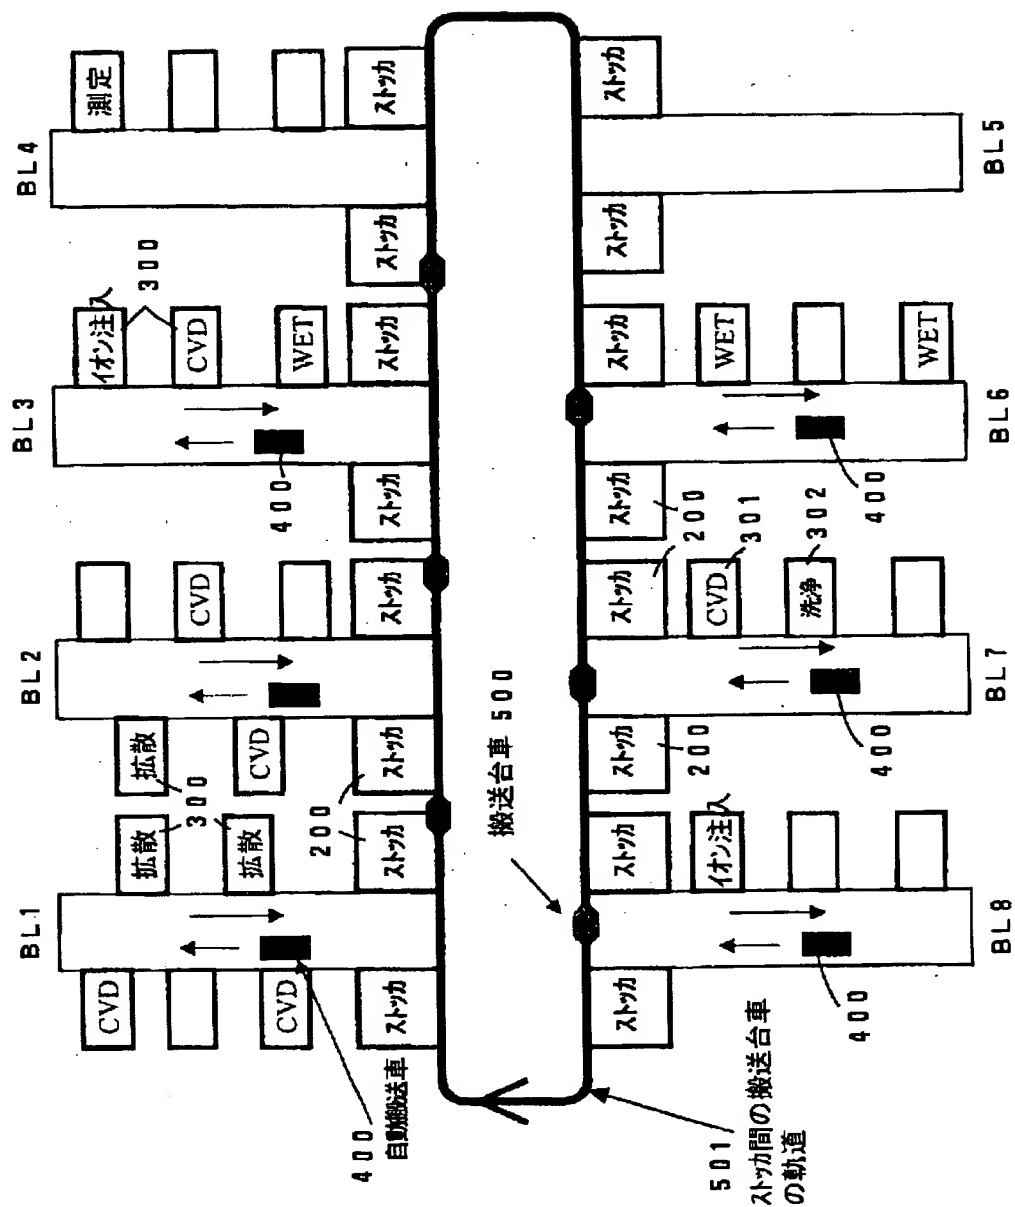 BL1
BL2
BL3
BL4
CVD
CVD
拡散
拡散
拡散
CVD
300
CVD
イオン注入
CVD
WET
300
測定
400
自動搬送車
ストッカ
ストッカ
200
ストッカ
ストッカ
400
ストッカ
ストッカ
ストッカ
ストッカ
搬送台車 500
501
ストッカ間の搬送台車
の軌道
ストッカ
ストッカ
ストッカ
200
ストッカ
200
ストッカ
ストッカ
ストッカ
ストッカ
イオン注入
CVD
301
洗浄
302
WET
WET
400
400
400
BL8
BL7
BL6
BL5